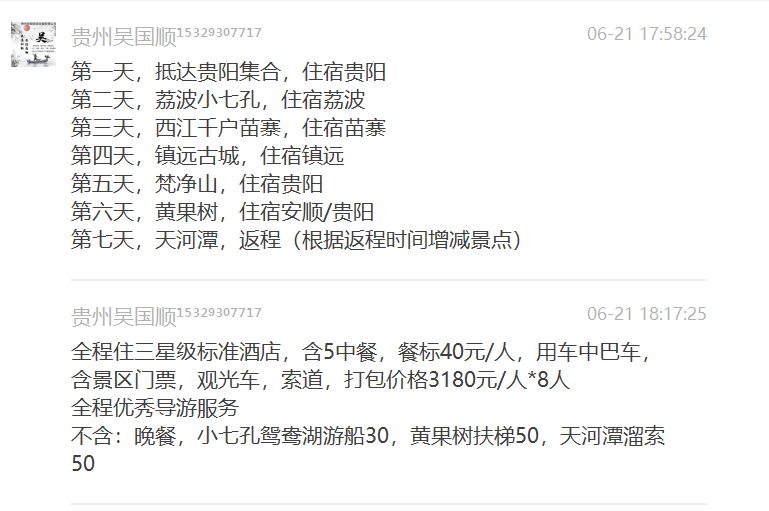 贵州吴国顺15329307717
06-21 17:58:24
第一天，抵达贵阳集合，住宿贵阳
第二天，荔波小七孔，住宿荔波
第三天，西江千户苗寨，住宿苗寨
第四天，镇远古城，住宿镇远
第五天，梵净山，住宿贵阳
第六天，黄果树，住宿安顺/贵阳
第七天，天河潭，返程（根据返程时间增减景点）
贵州吴国顺15329307717
06-21 18:17:25
全程住三星级标准酒店，含5中餐，餐标40元/人，用车中巴车，
含景区门票，观光车，索道，打包价格3180元/人*8人
全程优秀导游服务
不含：晚餐，小七孔鸳鸯湖游船30，黄果树扶梯50，天河潭溜索
50